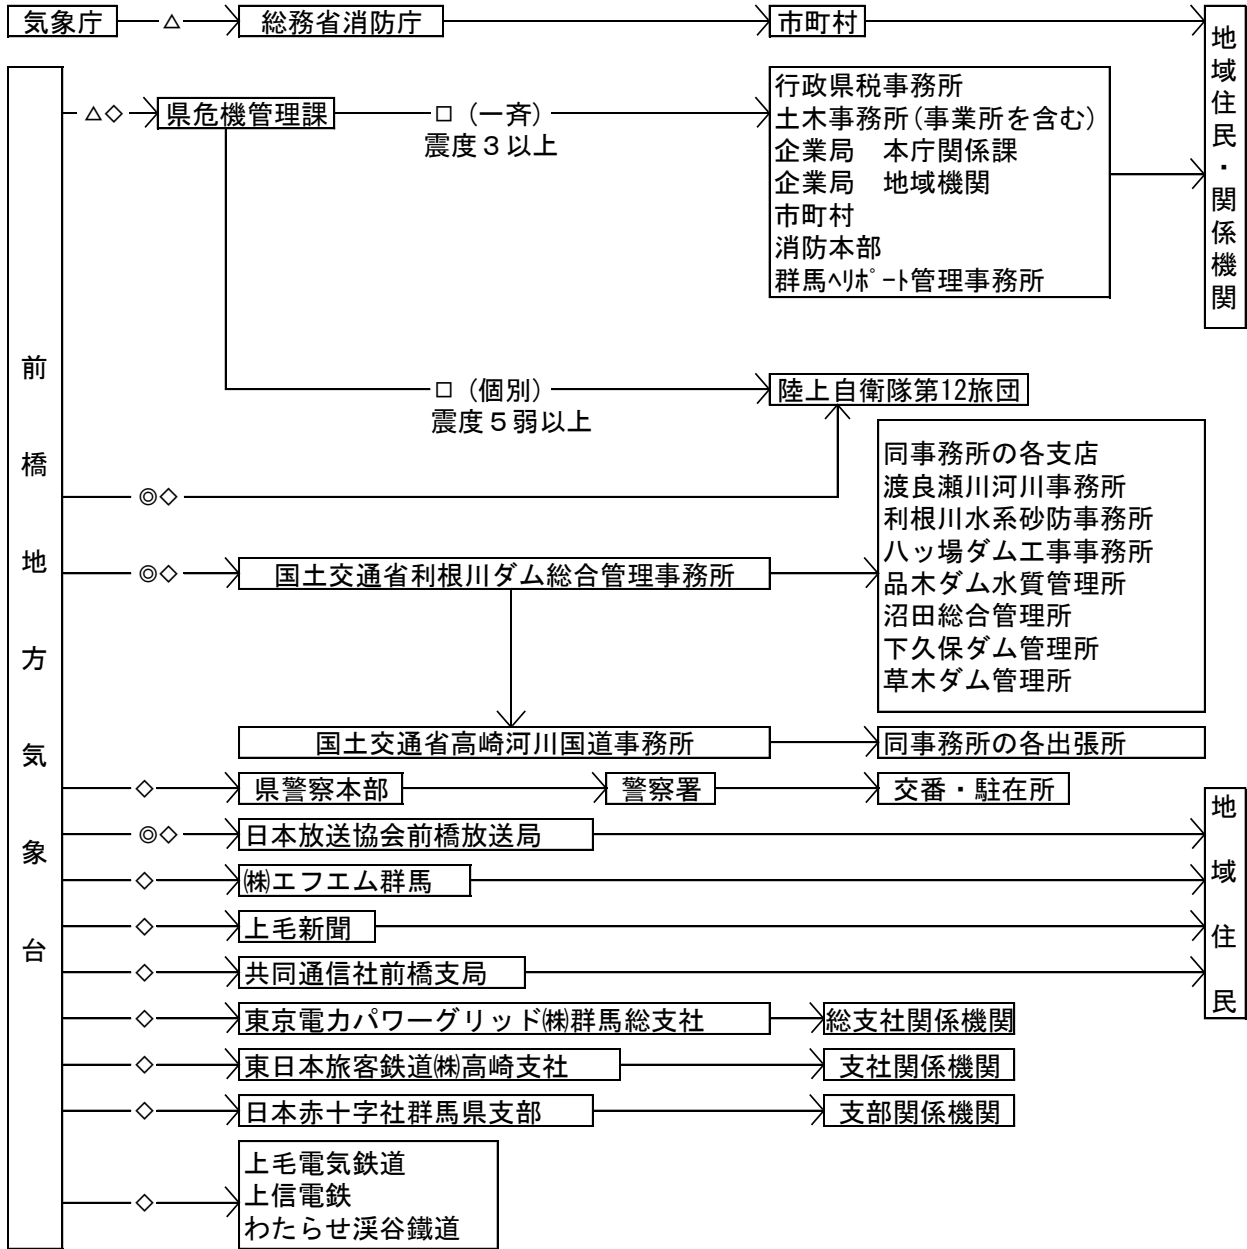 気象庁 △ 総務省消防庁 市町村
地域住民・関係機関
前橋地方気象台
△◇ 県危機管理課 □（一斉）
震度３以上
行政県税事務所
土木事務所(事業所を含む)
企業局　本庁関係課
企業局　地域機関
市町村
消防本部
群馬ﾍﾘﾎﾟｰﾄ管理事務所
□（個別） 陸上自衛隊第12旅団
震度５弱以上
◎◇
◎◇ 国土交通省利根川ダム総合管理事務所
同事務所の各支店
渡良瀬川河川事務所
利根川水系砂防事務所
八ッ場ダム工事事務所
品木ダム水質管理所
沼田総合管理所
下久保ダム管理所
草木ダム管理所
国土交通省高崎河川国道事務所 同事務所の各出張所
◇ 県警察本部 警察署 交番・駐在所
地域住民
◎◇ 日本放送協会前橋放送局
◇ ㈱エフエム群馬
◇ 上毛新聞
◇ 共同通信社前橋支局
◇ 東京電力パワーグリッド㈱群馬総支社 総支社関係機関
◇ 東日本旅客鉄道㈱高崎支社 支社関係機関
◇ 日本赤十字社群馬県支部 支部関係機関
◇
上毛電気鉄道
上信電鉄
わたらせ渓谷鐵道